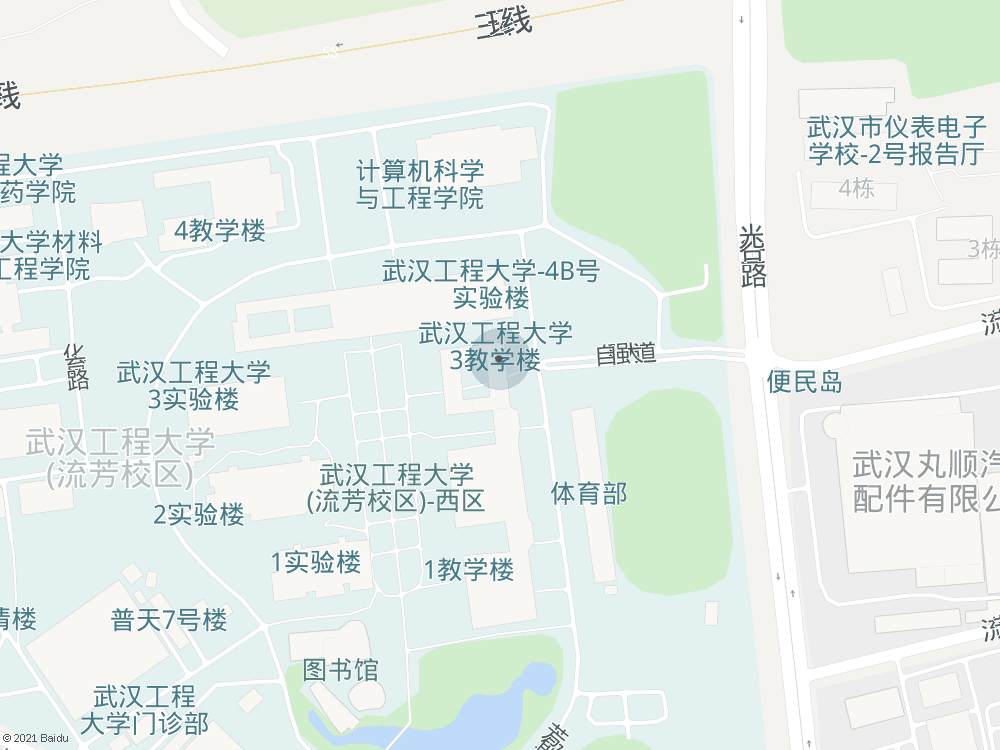 线
程大学
药学院
计算机科学
与工程学院
武汉市仪表电子
学校-2号报告厅
4栋
4教学楼
大学材料
工程学院
光谷路
3栋
武汉工程大学-4B号
实验楼
武汉工程大学
3教学楼
自强大道
流
化育路
武汉工程大学
3实验楼
便民岛
武汉工程大学
(流芳校区)
武汉工程大学
(流芳校区)-西区
武汉丸顺汽
配件有限公
体育部
2实验楼
1实验楼
1教学楼
普天7号楼
楼
流
图书馆
武汉工程
大学门诊部
© 2021 Baidu